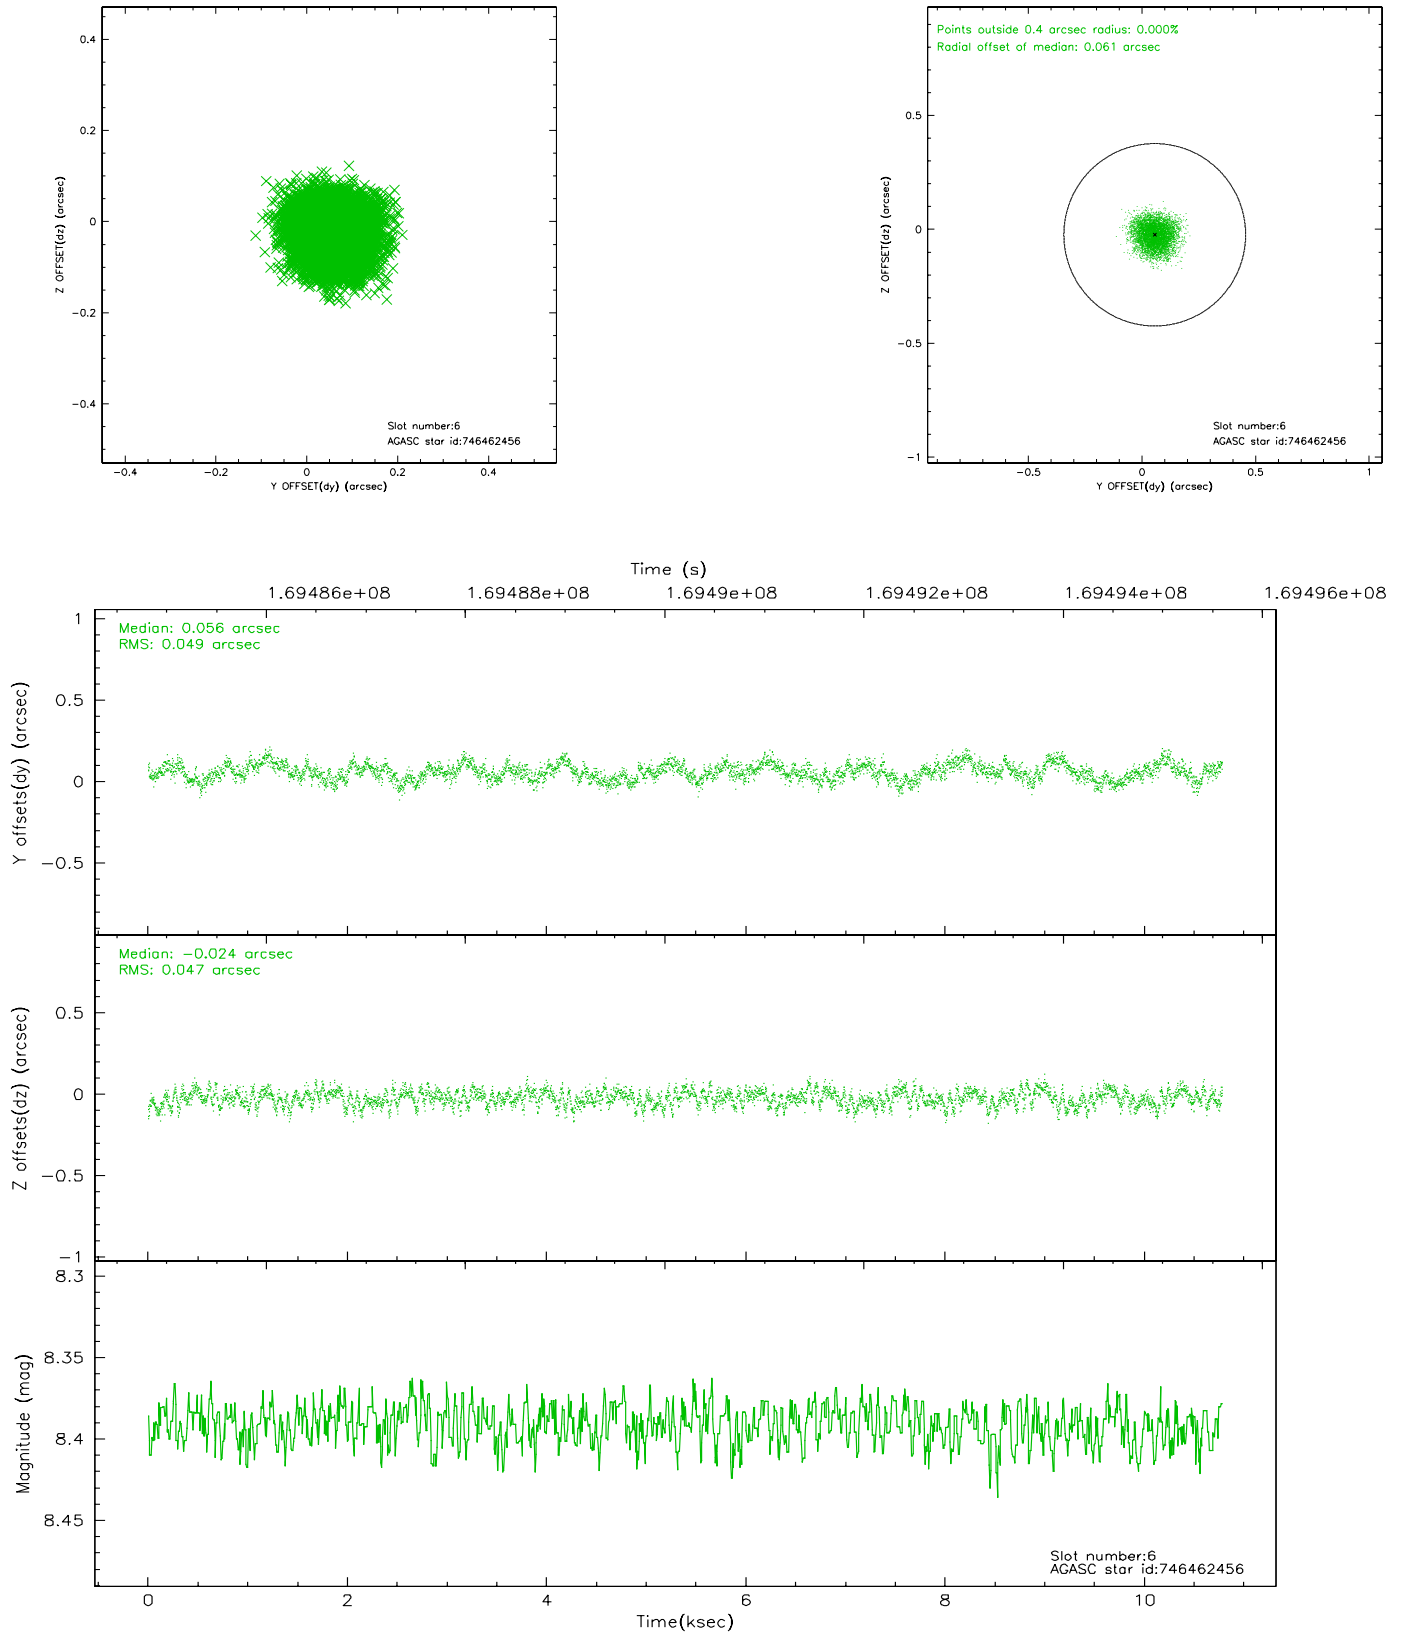 0.4
0.2
0
−0.2
−0.4
Z OFFSET(dz) (arcsec)
Slot number:6
AGASC star id:746462456
−0.4 −0.2 0 0.2 0.4
Y OFFSET(dy) (arcsec)
Points outside 0.4 arcsec radius: 0.000%
Radial offset of median: 0.061 arcsec
0.5
0
−0.5
−1
Z OFFSET(dz) (arcsec)
Slot number:6
AGASC star id:746462456
−0.5 0 0.5 1
Y OFFSET(dy) (arcsec)
Time (s)
1.69486e+08 1.69488e+08 1.6949e+08 1.69492e+08 1.69494e+08 1.69496e+08
Median: 0.056 arcsec
RMS: 0.049 arcsec
1
0.5
0
−0.5
Y offsets(dy) (arcsec)
Median: −0.024 arcsec
RMS: 0.047 arcsec
0.5
0
−0.5
−1
Z offsets(dz) (arcsec)
8.3
8.35
8.4
8.45
Magnitude (mag)
Slot number:6
AGASC star id:746462456
0 2 4 6 8 10
Time(ksec)